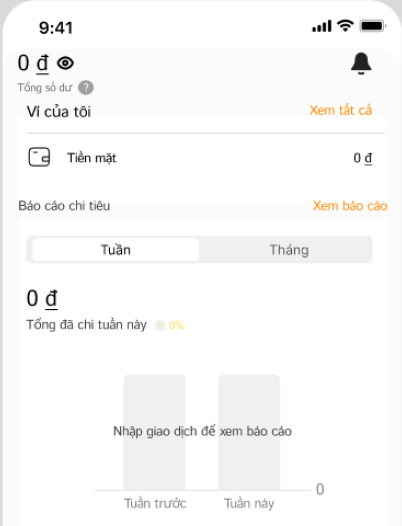 9:41
0 đ
Tổng số dư ?
Ví của tôi Xem tất cả
Tiền mặt 0 đ
Báo cáo chi tiêu Xem báo cáo
Tuần Tháng
0 đ
Tổng đã chi tuần này 0%
Nhập giao dịch để xem báo cáo
0
Tuần trước Tuần này